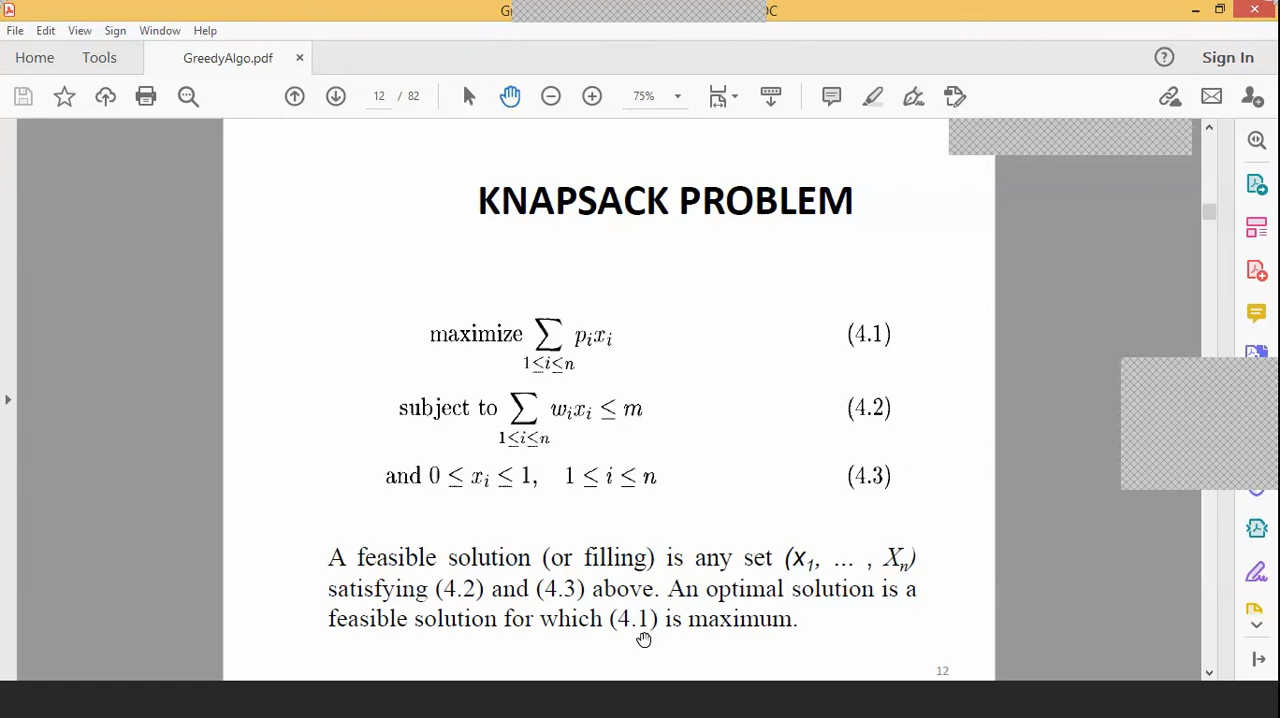 Gr
DC
File Edit View Sign Window Help
Home Tools GreedyAlgo.pdf × Sign In
12 / 82 75%
KNAPSACK PROBLEM
maximize ∑ pᵢxᵢ (4.1)
1≤i≤n
subject to ∑ wᵢxᵢ ≤ m (4.2)
1≤i≤n
and 0 ≤ xᵢ ≤ 1, 1 ≤ i ≤ n (4.3)
A feasible solution (or filling) is any set (x₁, ... , Xₙ)
satisfying (4.2) and (4.3) above. An optimal solution is a
feasible solution for which (4.1) is maximum.
12